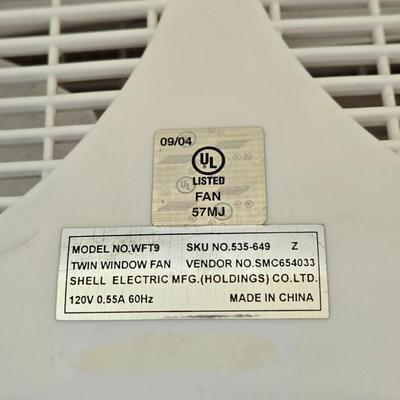 09/04
UL
LISTED
FAN
57MJ
MODEL NO.WFT9 SKU NO.535-649 Z
TWIN WINDOW FAN VENDOR NO.SMC654033
SHELL ELECTRIC MFG.(HOLDINGS) CO.LTD.
120V 0.55A 60Hz MADE IN CHINA